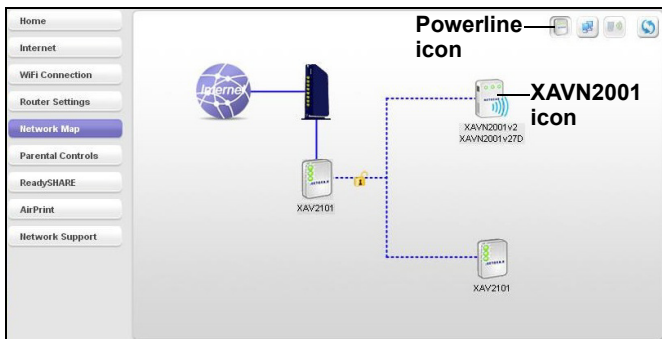 Home
Internet
WiFi Connection
Router Settings
Network Map
Parental Controls
ReadySHARE
AirPrint
Network Support
Powerline
icon
Internet
XAVN2001
icon
XAVN2001v2
XAVN2001v27D
XAV2101
XAV2101